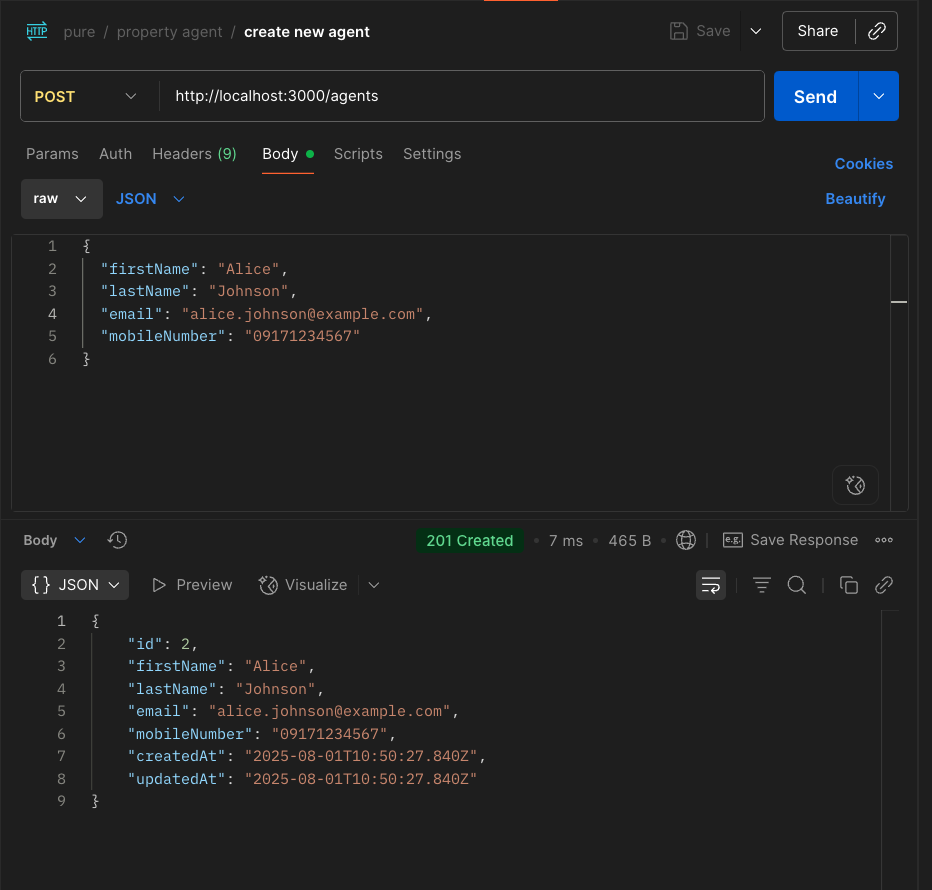 HTTP pure / property agent / create new agent Save Share
POST http://localhost:3000/agents Send
Params Auth Headers (9) Body Scripts Settings Cookies
raw JSON Beautify
1 {
2 "firstName": "Alice",
3 "lastName": "Johnson",
4 "email": "alice.johnson@example.com",
5 "mobileNumber": "09171234567"
6 }
Body 201 Created 7 ms 465 B e.g. Save Response
{} JSON Preview Visualize
1 {
2 "id": 2,
3 "firstName": "Alice",
4 "lastName": "Johnson",
5 "email": "alice.johnson@example.com",
6 "mobileNumber": "09171234567",
7 "createdAt": "2025-08-01T10:50:27.840Z",
8 "updatedAt": "2025-08-01T10:50:27.840Z"
9 }